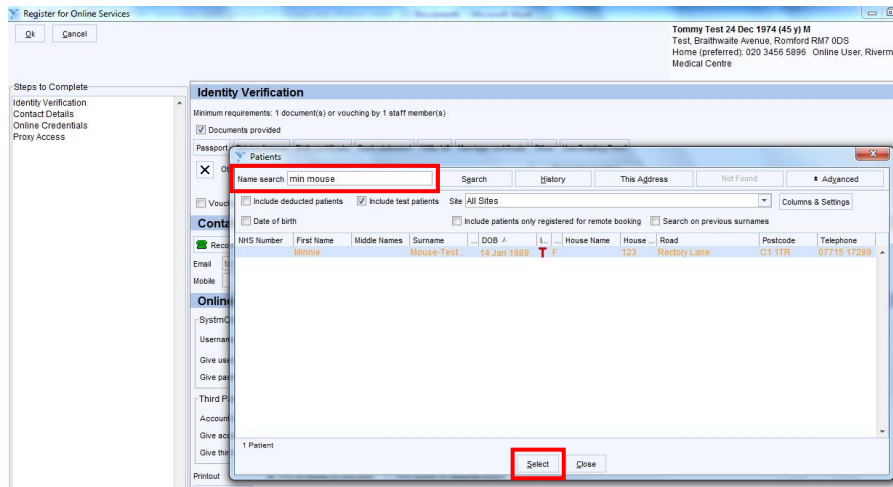 Register for Online Services
Ok Cancel
Tommy Test 24 Dec 1974 (45 y) M
Test, Braithwaite Avenue, Romford RM7 0DS
Home (preferred): 020 3456 5896 Online User, Riverm
Medical Centre
Steps to Complete
Identity Verification
Contact Details
Online Credentials
Proxy Access
Identity Verification
Minimum requirements: 1 document(s) or vouching by 1 staff member(s)
Documents provided
Passport
Patients
Name search min mouse Search History This Address Not Found Advanced
Include deducted patients Include test patients Site All Sites Columns & Settings
Vouc
Date of birth Include patients only registered for remote booking Search on previous surnames
Conta
NHS Number First Name Middle Names Surname ... DOB I... ... House Name House ... Road Postcode Telephone
Minnie Mouse-Test... 14 Jan 1989 T F 123 Rectory Lane C1 1TR 07715 17289
Reco
Email
Mobile
Onlin
SystmO
Usernam
Give use
Give pas
Third Pa
Account
Give acc
Give thir
1 Patient
Select Close
Printout